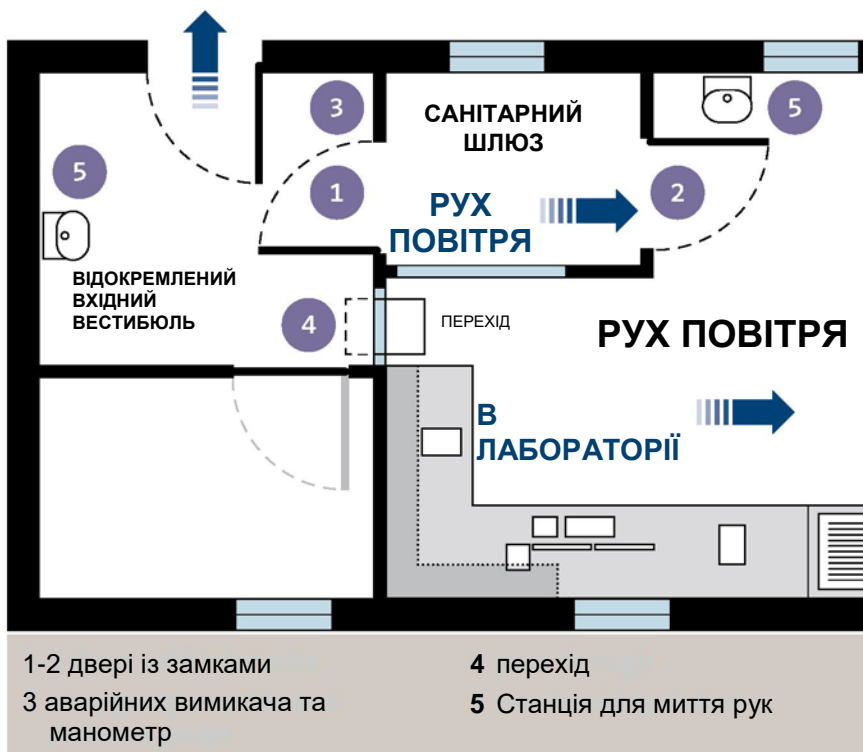 3
5
САНІТАРНИЙ
ШЛЮЗ
5
1
2
РУХ
ПОВІТРЯ
ВІДОКРЕМЛЕНИЙ
ВХІДНИЙ
ВЕСТИБЮЛЬ
4
ПЕРЕХІД
РУХ ПОВІТРЯ
В
ЛАБОРАТОРІЇ
1-2 двері із замками
3 аварійних вимикача та
манометр
4 перехід
5 Станція для миття рук